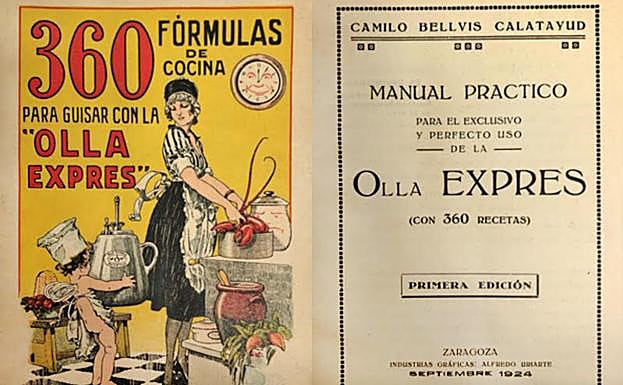 360
FÓRMULAS
DE
COCINA
PARA GUISAR CON LA
"OLLA
EXPRES"
CAMILO BELLVIS CALATAYUD
MANUAL PRACTICO
PARA EL EXCLUSIVO
Y PERFECTO USO
DE LA
OLLA EXPRES
(CON 360 RECETAS)
PRIMERA EDICIÓN
ZARAGOZA
INDUSTRIAS GRÁFICAS: ALFREDO URIARTE
SEPTIEMBRE 1924